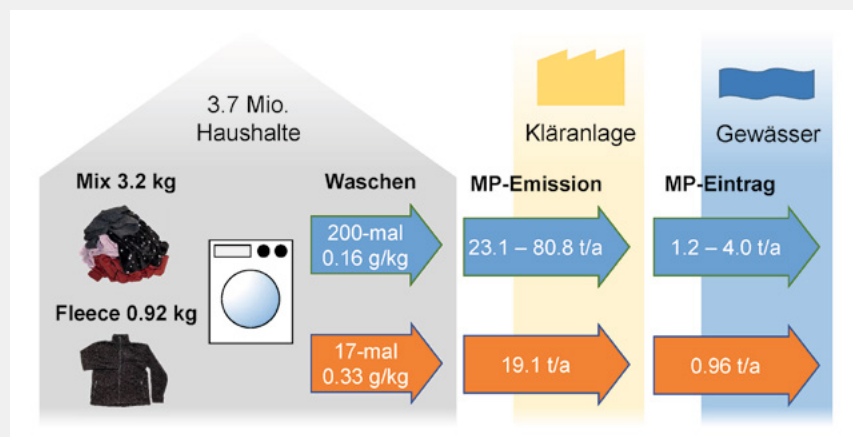 3.7 Mio.
Haushalte
Kläranlage
Gewässer
Mix 3.2 kg
Waschen
MP-Emission
MP-Eintrag
200-mal
0.16 g/kg
23.1 – 80.8 t/a
1.2 – 4.0 t/a
Fleece 0.92 kg
17-mal
0.33 g/kg
19.1 t/a
0.96 t/a